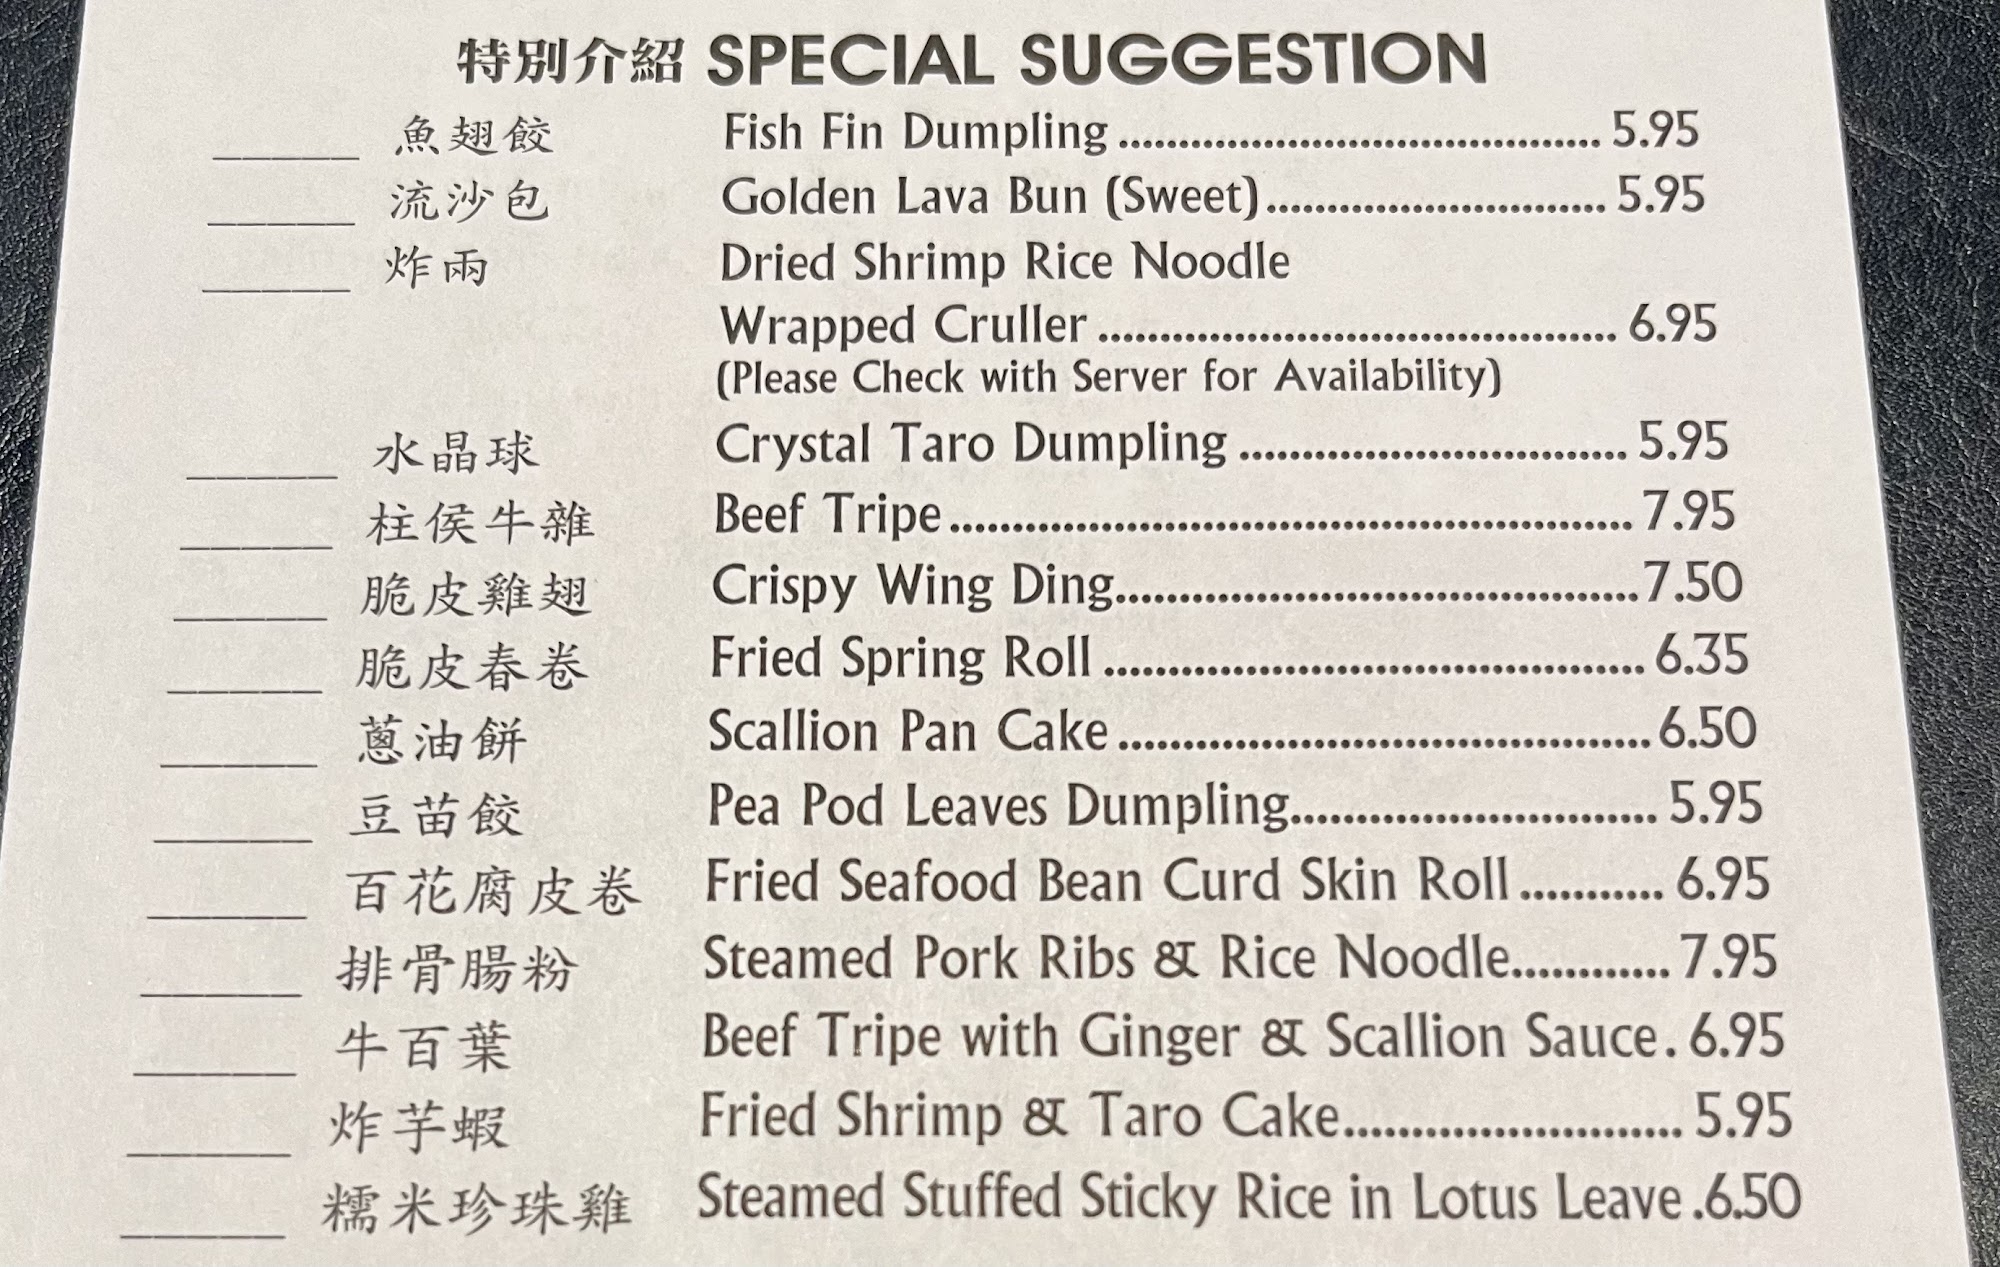 特別介紹 SPECIAL SUGGESTION
魚翅餃 Fish Fin Dumpling 5.95
流沙包 Golden Lava Bun (Sweet) 5.95
炸兩 Dried Shrimp Rice Noodle
Wrapped Cruller 6.95
(Please Check with Server for Availability)
水晶球 Crystal Taro Dumpling 5.95
柱侯牛雜 Beef Tripe 7.95
脆皮雞翅 Crispy Wing Ding 7.50
脆皮春卷 Fried Spring Roll 6.35
蔥油餅 Scallion Pan Cake 6.50
豆苗餃 Pea Pod Leaves Dumpling 5.95
百花腐皮卷 Fried Seafood Bean Curd Skin Roll 6.95
排骨腸粉 Steamed Pork Ribs & Rice Noodle 7.95
牛百葉 Beef Tripe with Ginger & Scallion Sauce 6.95
炸芋蝦 Fried Shrimp & Taro Cake 5.95
糯米珍珠雞 Steamed Stuffed Sticky Rice in Lotus Leave 6.50